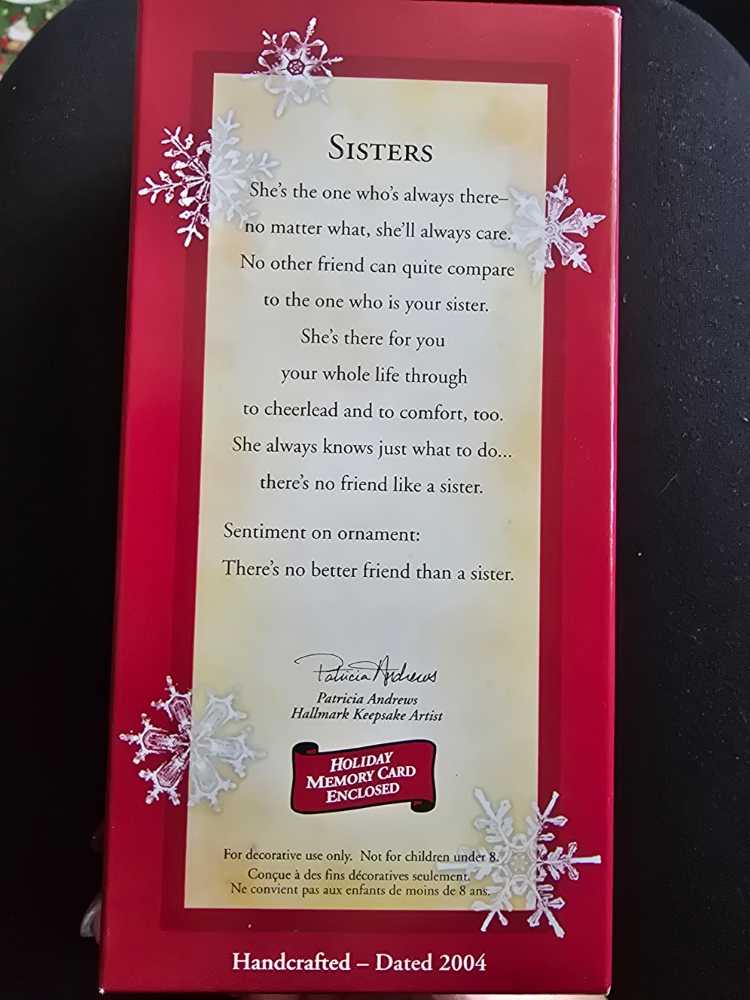 SISTERS
She's the one who's always there–
no matter what, she'll always care.
No other friend can quite compare
to the one who is your sister.
She's there for you
your whole life through
to cheerlead and to comfort, too.
She always knows just what to do...
there's no friend like a sister.
Sentiment on ornament:
There's no better friend than a sister.
Patricia Andrews
Patricia Andrews
Hallmark Keepsake Artist
HOLIDAY
MEMORY CARD
ENCLOSED
For decorative use only. Not for children under 8.
Conçue à des fins décoratives seulement.
Ne convient pas aux enfants de moins de 8 ans.
Handcrafted – Dated 2004